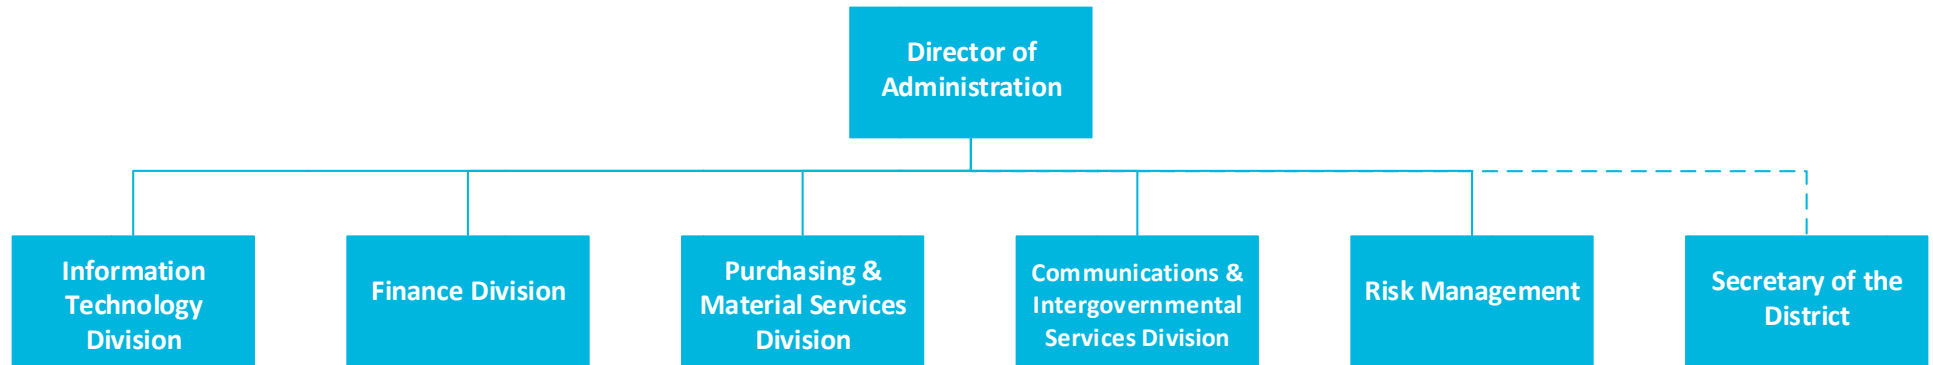 Director of
Administration
Information
Technology
Division
Finance Division
Purchasing &
Material Services
Division
Communications &
Intergovernmental
Services Division
Risk Management
Secretary of the
District